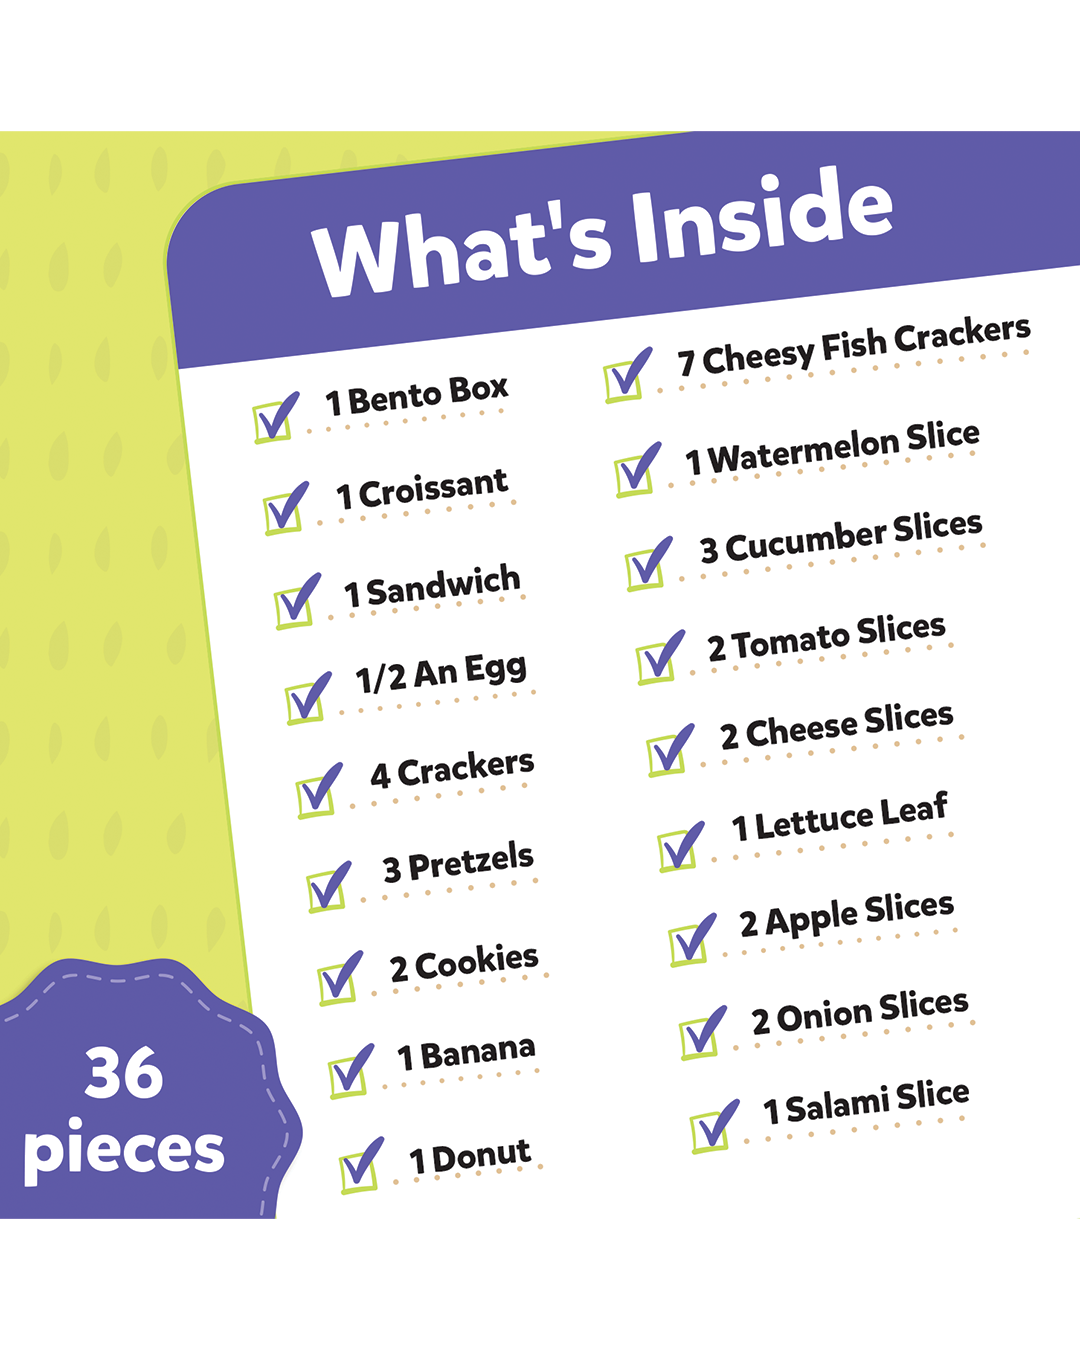 What's Inside
1 Bento Box
1 Croissant
1 Sandwich
1/2 An Egg
4 Crackers
3 Pretzels
2 Cookies
1 Banana
1 Donut
7 Cheesy Fish Crackers
1 Watermelon Slice
3 Cucumber Slices
2 Tomato Slices
2 Cheese Slices
1 Lettuce Leaf
2 Apple Slices
2 Onion Slices
1 Salami Slice
36
pieces